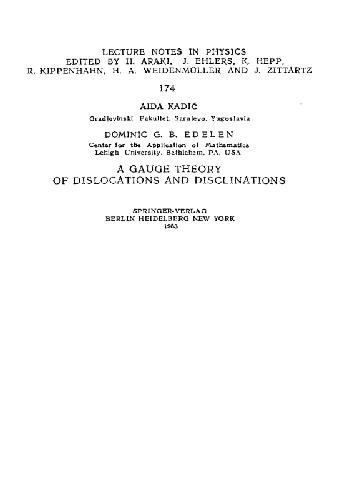 LECTURE NOTES IN PHYSICS
EDITED BY H. ARAKI, J. EHLERS, K. HEPP,
R. KIPPENHAHN, H. A. WEIDENMÜLLER AND J. ZITTARTZ
174
AIDA KADIĆ
Gradjevinski Fakultet, Sarajevo, Yugoslavia
DOMINIC G. B. EDELEN
Center for the Application of Mathematics
Lehigh University, Bethlehem, PA, USA
A GAUGE THEORY
OF DISLOCATIONS AND DISCLINATIONS
SPRINGER-VERLAG
BERLIN HEIDELBERG NEW YORK
1983